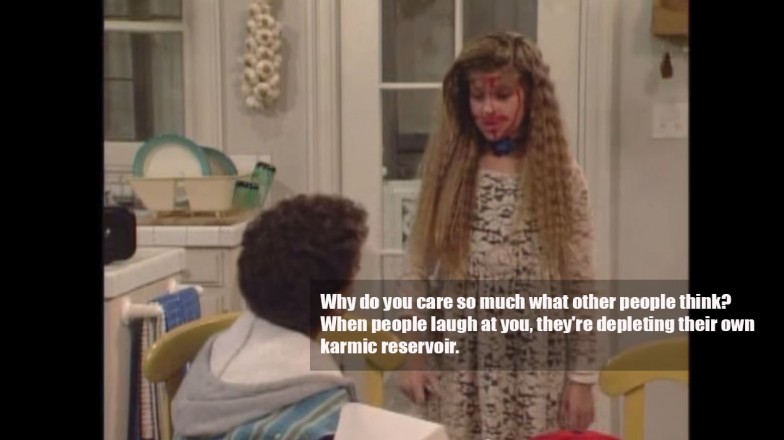 Why do you care so much what other people think?
When people laugh at you, they're depleting their own
karmic reservoir.